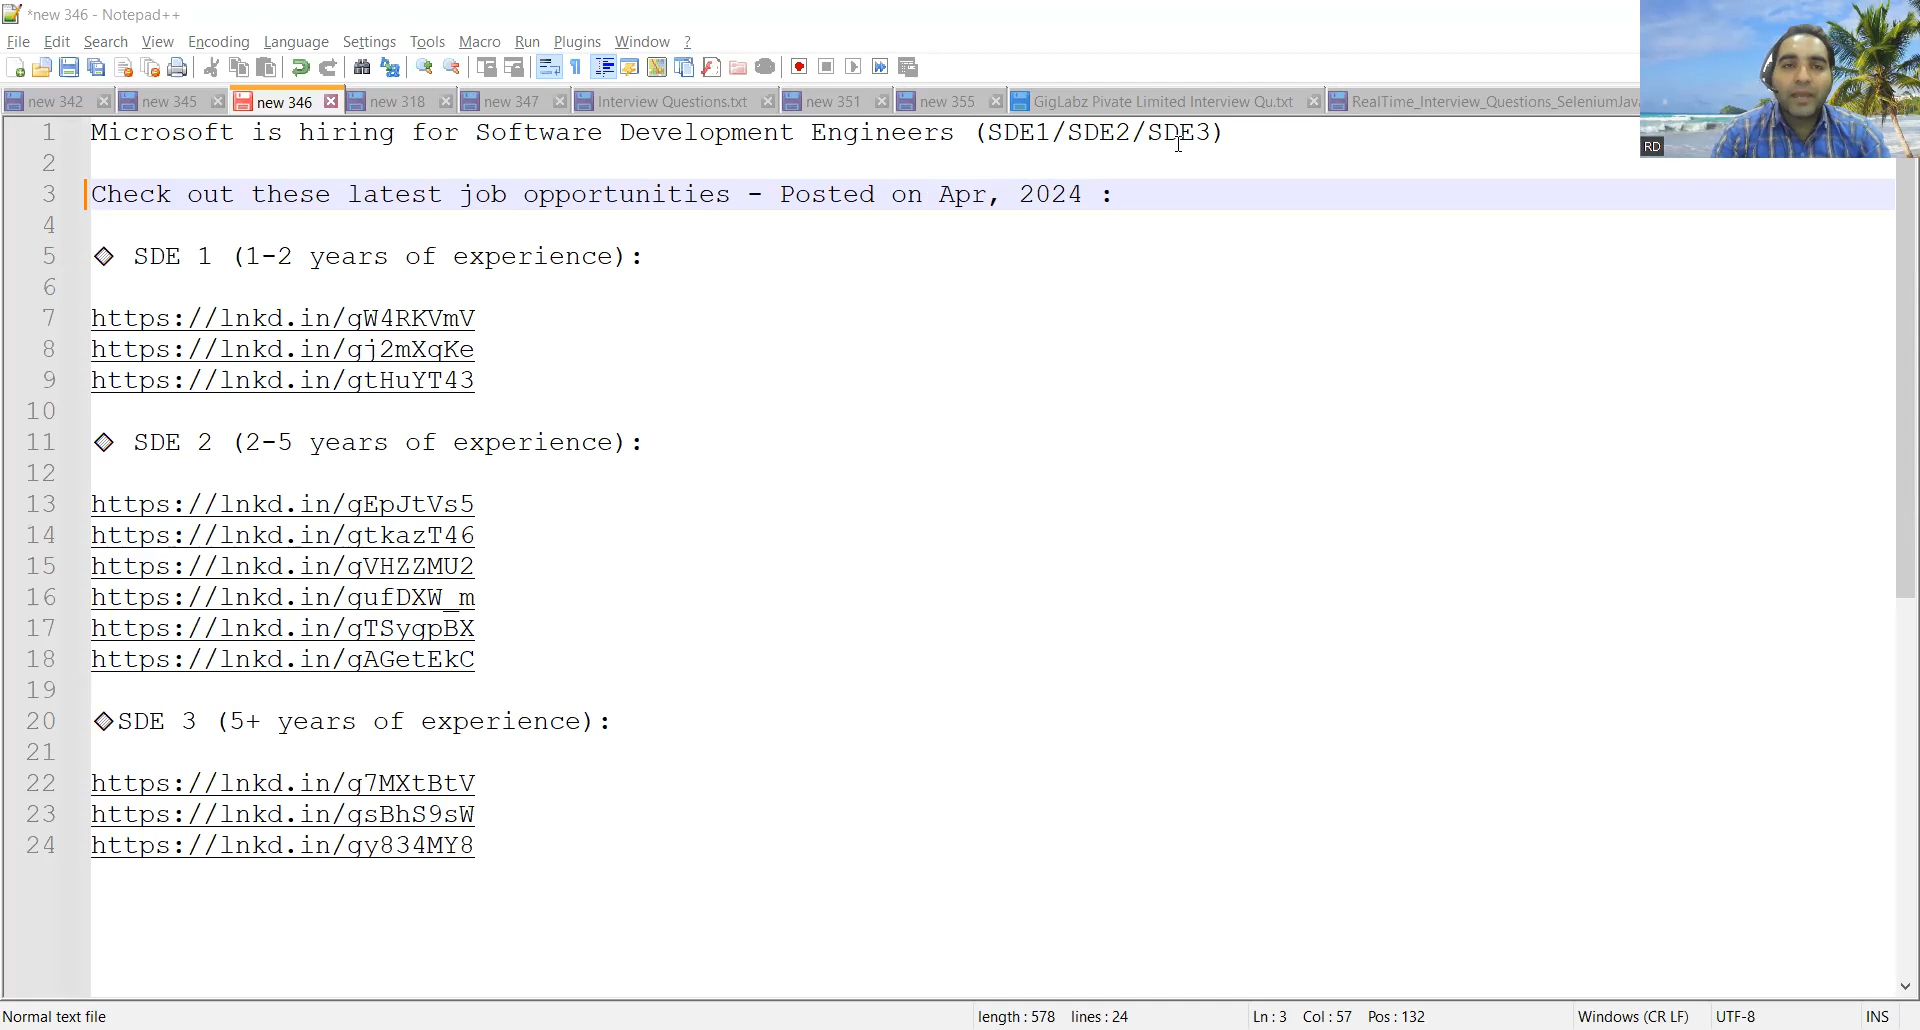 *new 346 - Notepad++
File Edit Search View Encoding Language Settings Tools Macro Run Plugins Window ?
new 342 new 345 new 346 new 318 new 347 Interview Questions.txt new 351 new 355 GigLabz Pivate Limited Interview Qu.txt RealTime_Interview_Questions_SeleniumJava
RD
1 Microsoft is hiring for Software Development Engineers (SDE1/SDE2/SDE3)
2
3 Check out these latest job opportunities - Posted on Apr, 2024 :
4
5 SDE 1 (1-2 years of experience):
6
7 https://lnkd.in/gW4RKVmV
8 https://lnkd.in/gj2mXqKe
9 https://lnkd.in/gtHuYT43
10
11 SDE 2 (2-5 years of experience):
12
13 https://lnkd.in/gEpJtVs5
14 https://lnkd.in/gtkazT46
15 https://lnkd.in/gVHZZMU2
16 https://lnkd.in/gufDXW_m
17 https://lnkd.in/gTSygpBX
18 https://lnkd.in/gAGetEkC
19
20 SDE 3 (5+ years of experience):
21
22 https://lnkd.in/g7MXtBtV
23 https://lnkd.in/gsBhS9sW
24 https://lnkd.in/gy834MY8
Normal text file length : 578 lines : 24 Ln : 3 Col : 57 Pos : 132 Windows (CR LF) UTF-8 INS